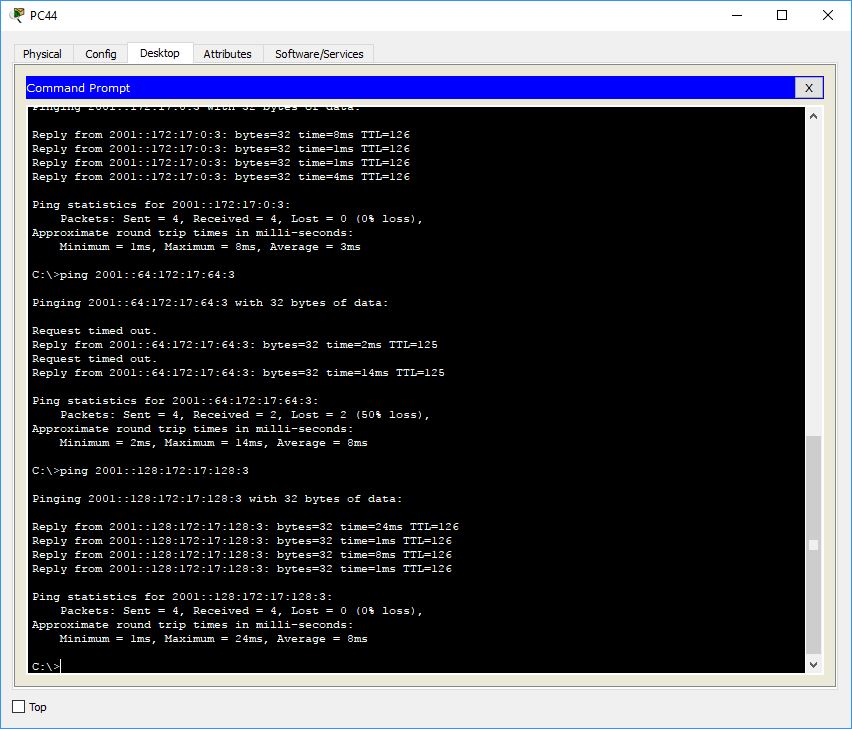 PC44
Physical Config Desktop Attributes Software/Services
Command Prompt X
Pinging 2001::172:17:0:3 with 32 bytes of data:
Reply from 2001::172:17:0:3: bytes=32 time=8ms TTL=126
Reply from 2001::172:17:0:3: bytes=32 time=1ms TTL=126
Reply from 2001::172:17:0:3: bytes=32 time=1ms TTL=126
Reply from 2001::172:17:0:3: bytes=32 time=4ms TTL=126
Ping statistics for 2001::172:17:0:3:
Packets: Sent = 4, Received = 4, Lost = 0 (0% loss),
Approximate round trip times in milli-seconds:
Minimum = 1ms, Maximum = 8ms, Average = 3ms
C:\>ping 2001::64:172:17:64:3
Pinging 2001::64:172:17:64:3 with 32 bytes of data:
Request timed out.
Reply from 2001::64:172:17:64:3: bytes=32 time=2ms TTL=125
Request timed out.
Reply from 2001::64:172:17:64:3: bytes=32 time=14ms TTL=125
Ping statistics for 2001::64:172:17:64:3:
Packets: Sent = 4, Received = 2, Lost = 2 (50% loss),
Approximate round trip times in milli-seconds:
Minimum = 2ms, Maximum = 14ms, Average = 8ms
C:\>ping 2001::128:172:17:128:3
Pinging 2001::128:172:17:128:3 with 32 bytes of data:
Reply from 2001::128:172:17:128:3: bytes=32 time=24ms TTL=126
Reply from 2001::128:172:17:128:3: bytes=32 time=1ms TTL=126
Reply from 2001::128:172:17:128:3: bytes=32 time=8ms TTL=126
Reply from 2001::128:172:17:128:3: bytes=32 time=1ms TTL=126
Ping statistics for 2001::128:172:17:128:3:
Packets: Sent = 4, Received = 4, Lost = 0 (0% loss),
Approximate round trip times in milli-seconds:
Minimum = 1ms, Maximum = 24ms, Average = 8ms
C:\>
Top